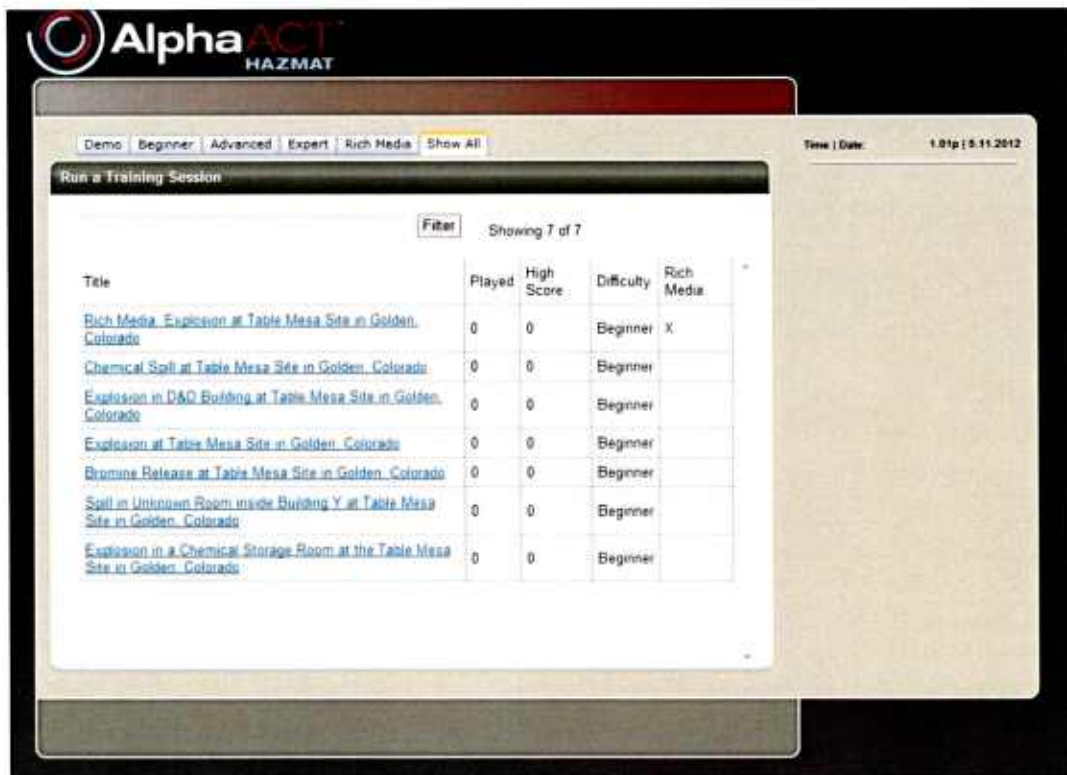 AlphaACT
HAZMAT
Demo Beginner Advanced Expert Rich Media Show All
Time | Date: 1.01p | 5.11.2012
Run a Training Session
Filter Showing 7 of 7
Title Played High Score Difficulty Rich Media
Rich Media, Explosion at Table Mesa Site in Golden,
Colorado
0 0 Beginner X
Chemical Spill at Table Mesa Site in Golden, Colorado 0 0 Beginner
Explosion in D&D Building at Table Mesa Site in Golden,
Colorado
0 0 Beginner
Explosion at Table Mesa Site in Golden, Colorado 0 0 Beginner
Bromine Release at Table Mesa Site in Golden, Colorado 0 0 Beginner
Spill in Unknown Room inside Building Y at Table Mesa
Site in Golden, Colorado
0 0 Beginner
Explosion in a Chemical Storage Room at the Table Mesa
Site in Golden, Colorado
0 0 Beginner